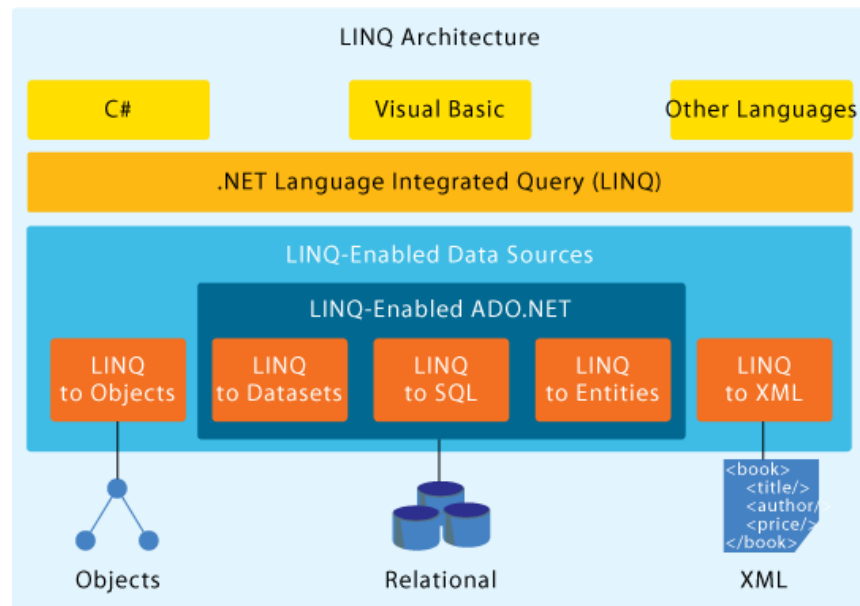 LINQ Architecture
C#
Visual Basic
Other Languages
.NET Language Integrated Query (LINQ)
LINQ-Enabled Data Sources
LINQ-Enabled ADO.NET
LINQ
to Objects
LINQ
to Datasets
LINQ
to SQL
LINQ
to Entities
LINQ
to XML
<book>
<title/>
<author/>
<price/>
</book>
Objects
Relational
XML